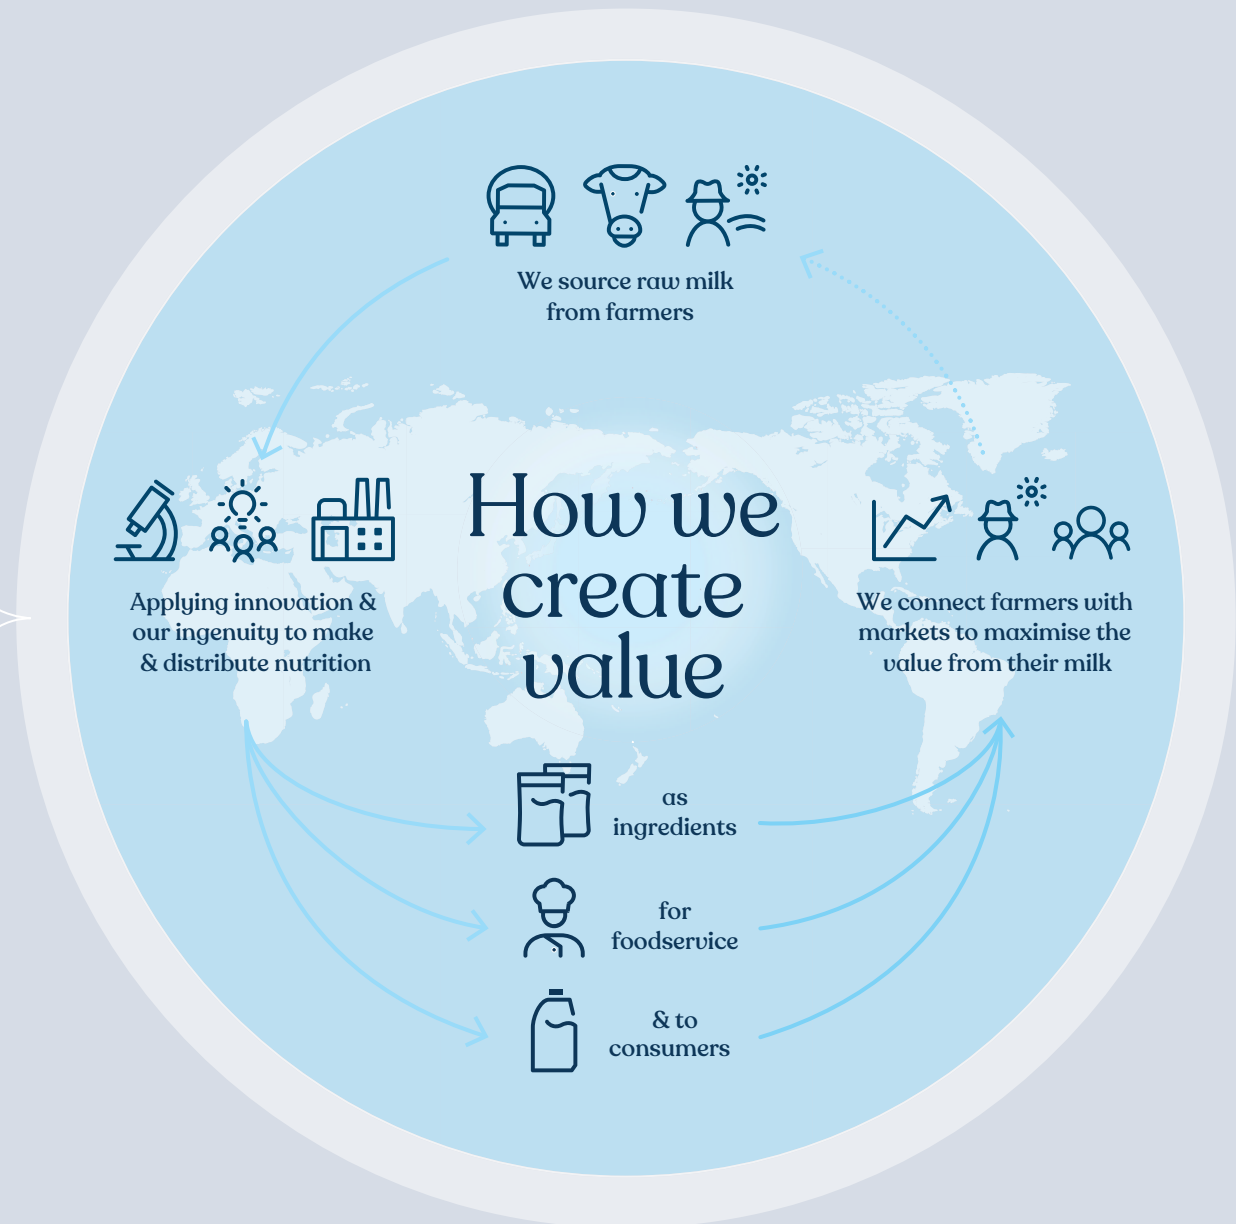 We source raw milk
from farmers
How we
create
value
Applying innovation &
our ingenuity to make
& distribute nutrition
We connect farmers with
markets to maximise the
value from their milk
as
ingredients
for
foodservice
& to
consumers